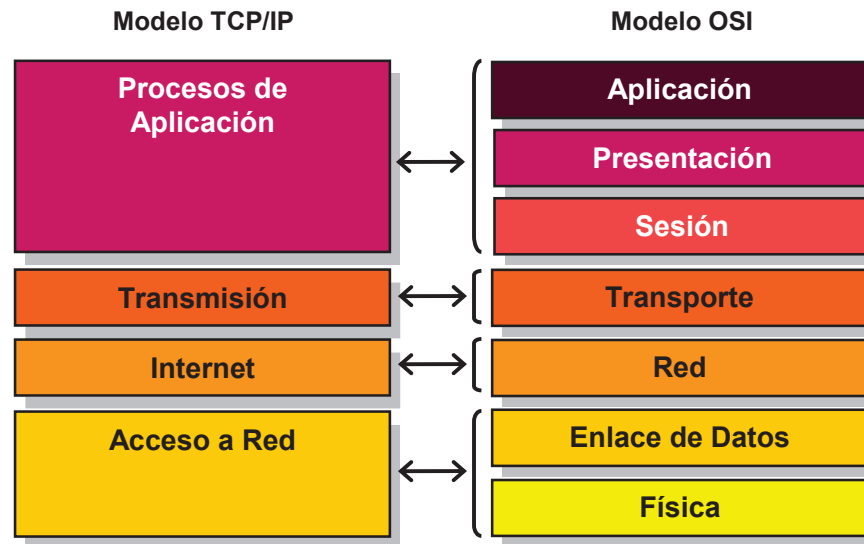 Modelo TCP/IP
Procesos de
Aplicación
Transmisión
Internet
Acceso a Red
Modelo OSI
Aplicación
Presentación
Sesión
Transporte
Red
Enlace de Datos
Física